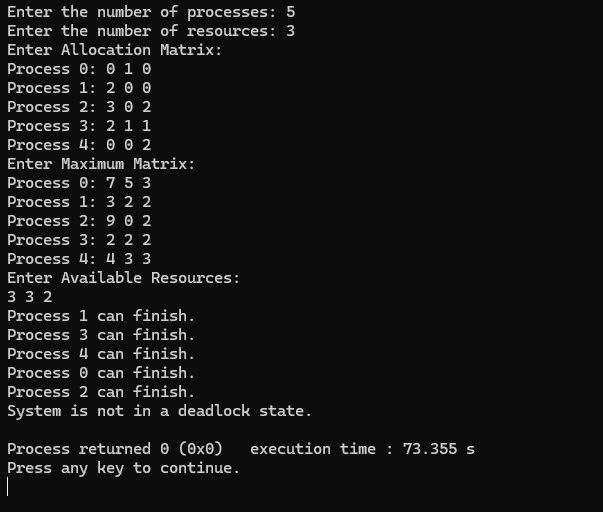 Enter the number of processes: 5
Enter the number of resources: 3
Enter Allocation Matrix:
Process 0: 0 1 0
Process 1: 2 0 0
Process 2: 3 0 2
Process 3: 2 1 1
Process 4: 0 0 2
Enter Maximum Matrix:
Process 0: 7 5 3
Process 1: 3 2 2
Process 2: 9 0 2
Process 3: 2 2 2
Process 4: 4 3 3
Enter Available Resources:
3 3 2
Process 1 can finish.
Process 3 can finish.
Process 4 can finish.
Process 0 can finish.
Process 2 can finish.
System is not in a deadlock state.
Process returned 0 (0x0)   execution time : 73.355 s
Press any key to continue.